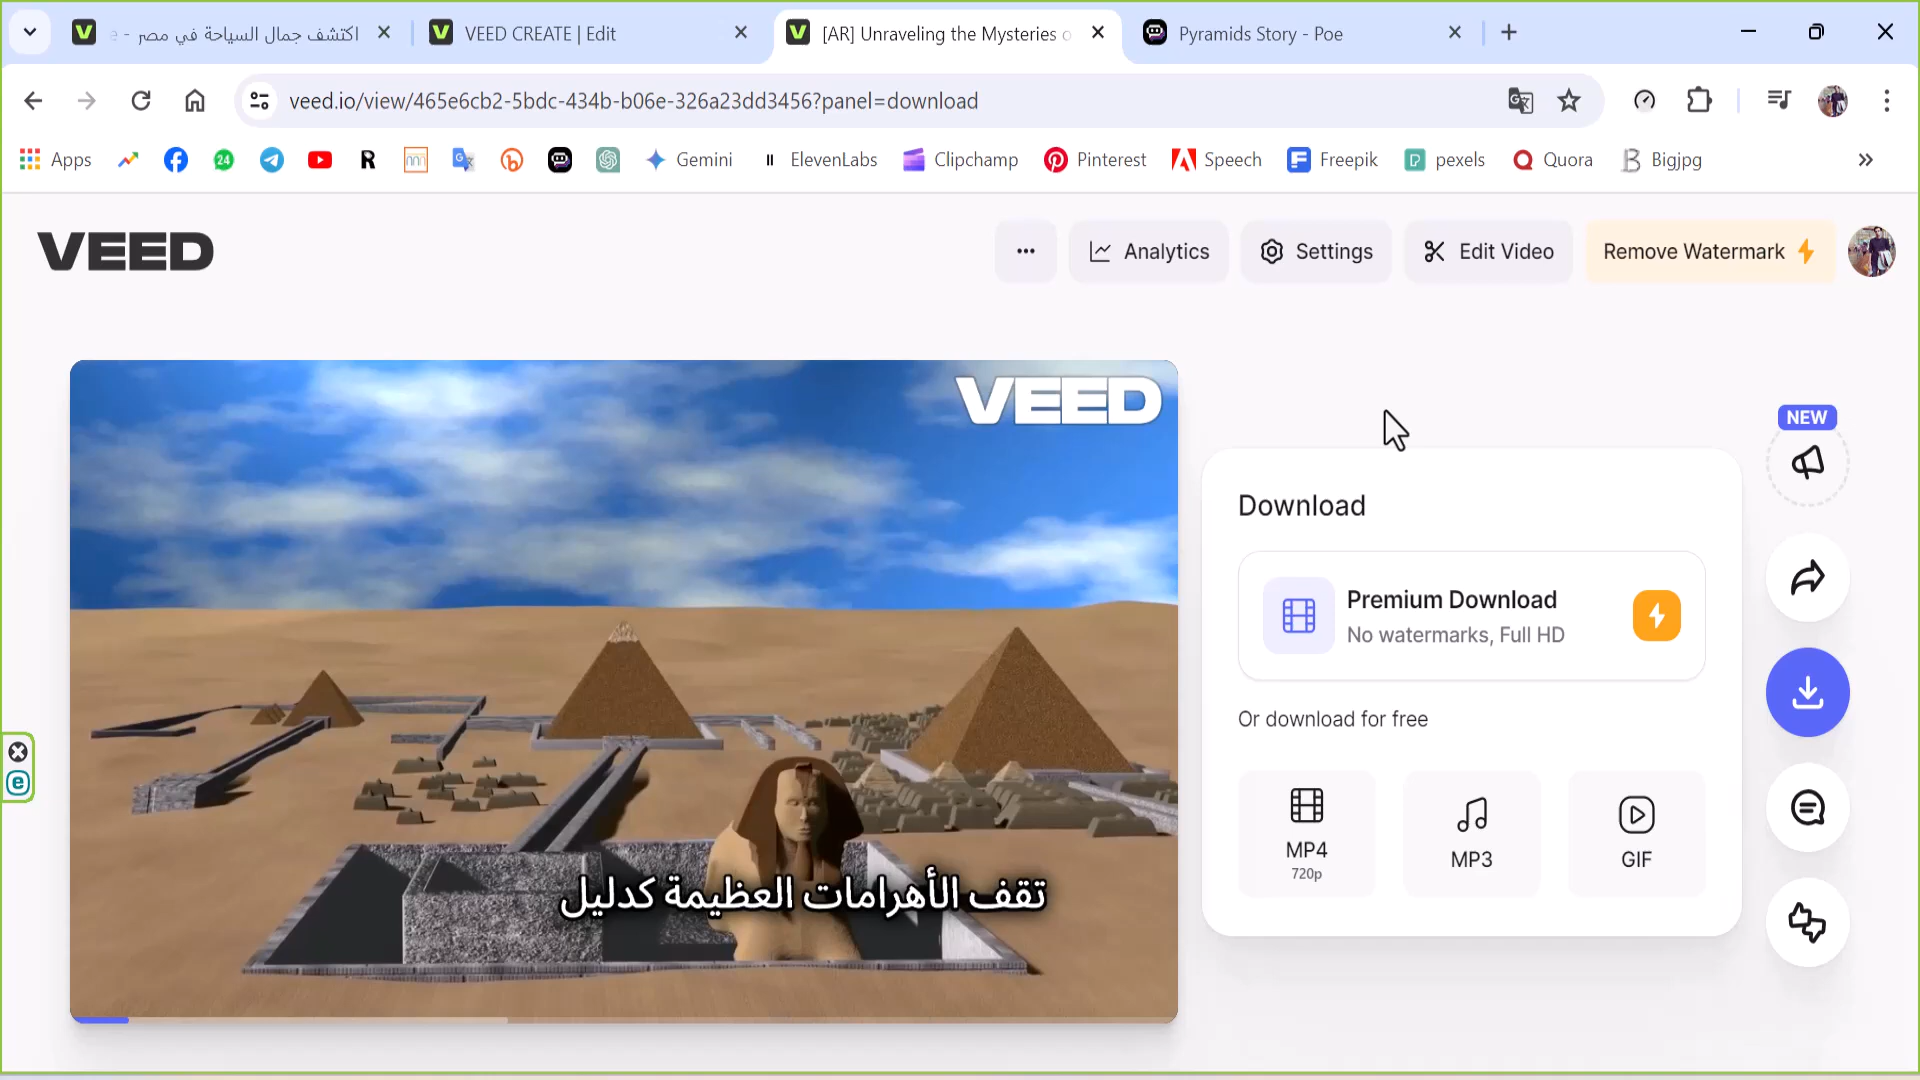 اكتشف جمال السياحة في مصر - e
VEED CREATE | Edit
[AR] Unraveling the Mysteries o
Pyramids Story - Poe
veed.io/view/465e6cb2-5bdc-434b-b06e-326a23dd3456?panel=download
Apps
24
Gemini
ElevenLabs
Clipchamp
Pinterest
Speech
Freepik
pexels
Quora
Bigjpg
VEED
Analytics
Settings
Edit Video
Remove Watermark
VEED
NEW
Download
Premium Download
No watermarks, Full HD
Or download for free
MP4
720p
MP3
GIF
تقف الأهرامات العظيمة كدليل